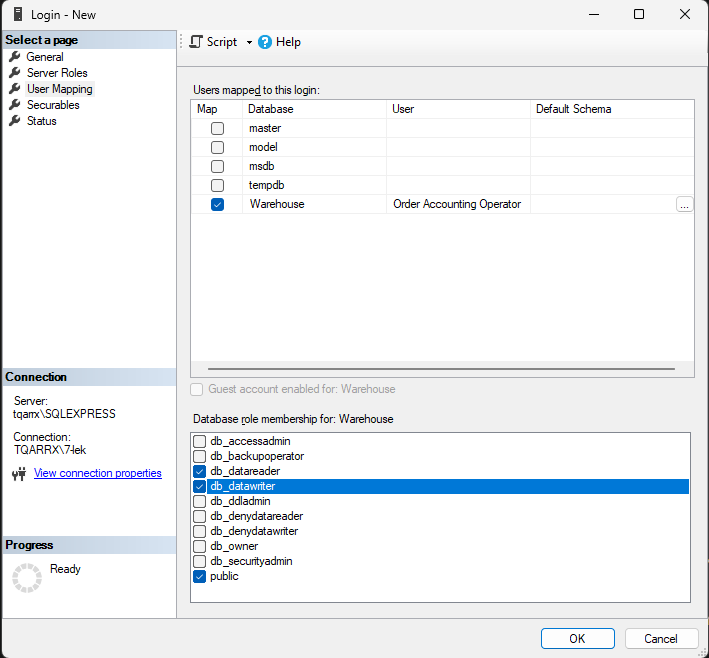 Login - New
Select a page
General
Server Roles
User Mapping
Securables
Status
Script
Help
Users mapped to this login:
Map Database User Default Schema
master
model
msdb
tempdb
Warehouse Order Accounting Operator ...
Guest account enabled for: Warehouse
Database role membership for: Warehouse
db_accessadmin
db_backupoperator
db_datareader
db_datawriter
db_ddladmin
db_denydatareader
db_denydatawriter
db_owner
db_securityadmin
public
Connection
Server:
tqarrx\SQLEXPRESS
Connection:
TQARRX\7-lek
View connection properties
Progress
Ready
OK Cancel